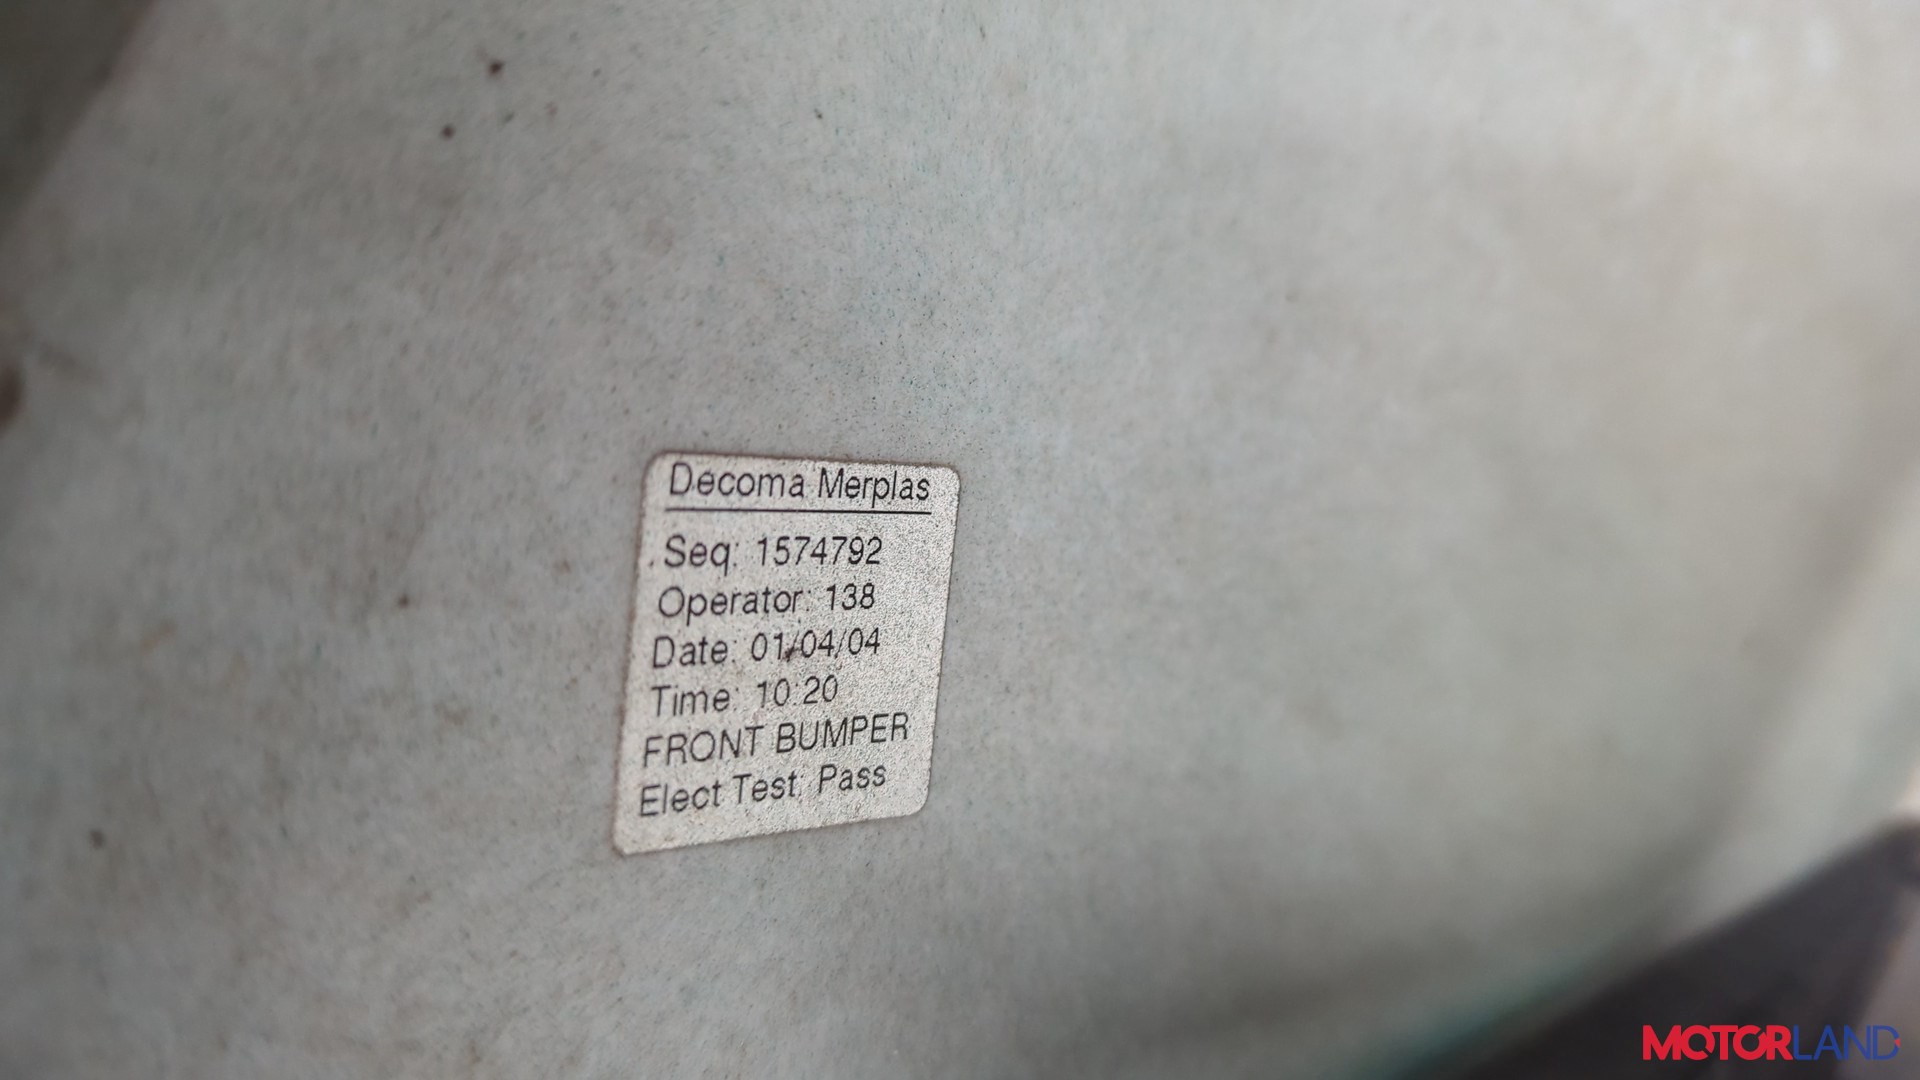 Decoma Merplas
Seq: 1574792
Operator: 138
Date: 01/04/04
Time: 10:20
FRONT BUMPER
Elect Test: Pass
MOTORLAND